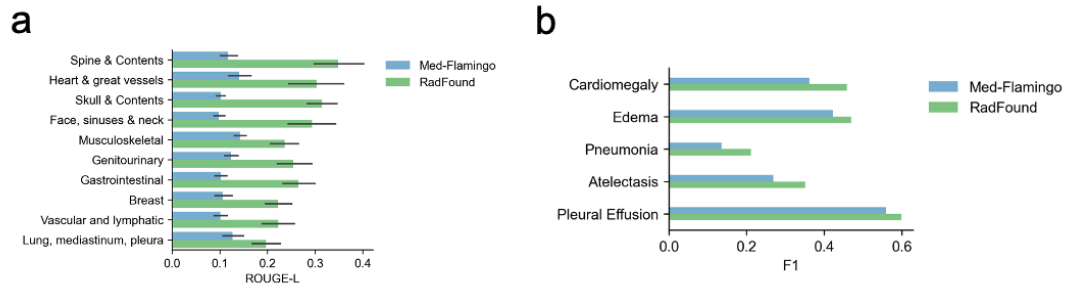 a
Spine & Contents
Heart & great vessels
Skull & Contents
Face, sinuses & neck
Musculoskeletal
Genitourinary
Gastrointestinal
Breast
Vascular and lymphatic
Lung, mediastinum, pleura
0.0 0.1 0.2 0.3 0.4
ROUGE-L
Med-Flamingo
RadFound
b
Cardiomegaly
Edema
Pneumonia
Atelectasis
Pleural Effusion
0.0 0.2 0.4 0.6
F1
Med-Flamingo
RadFound